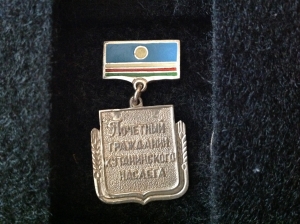 Почетный
гражданин
наслега